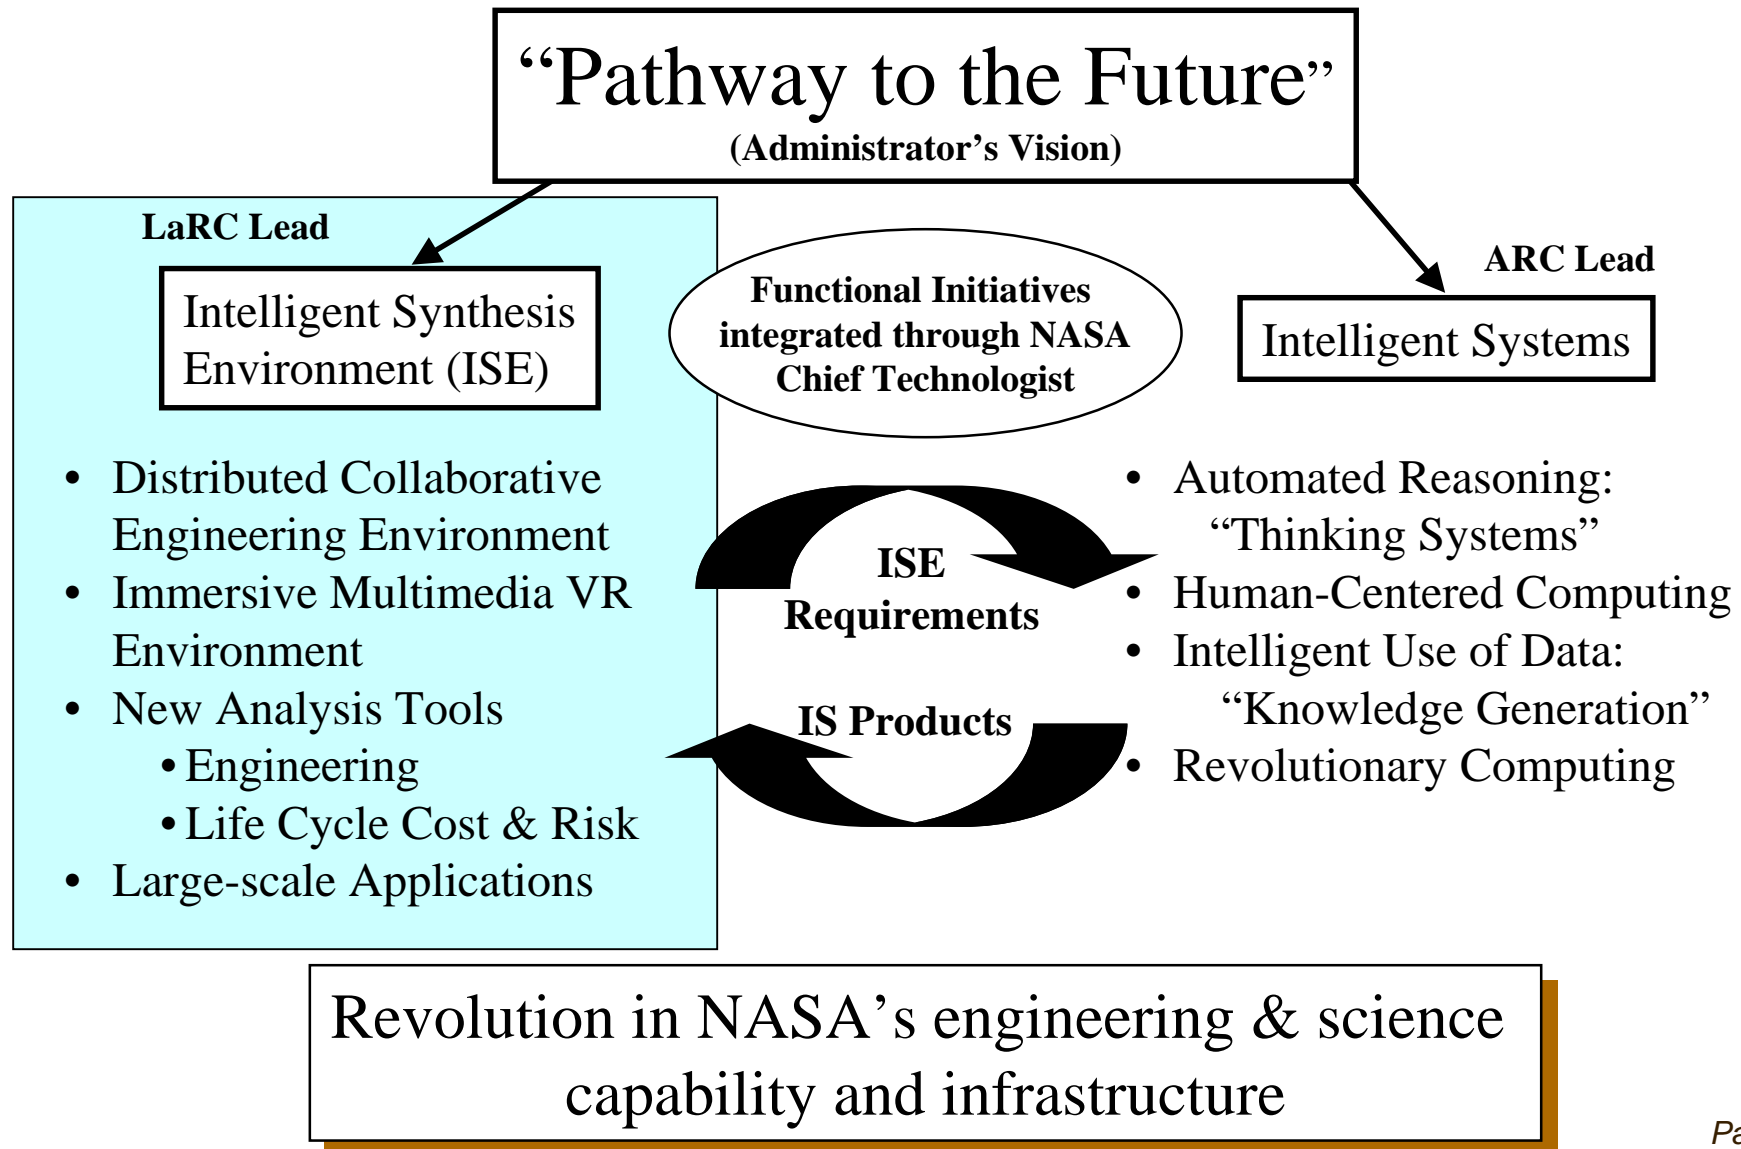 “Pathway to the Future”
(Administrator’s Vision)
LaRC Lead
Intelligent Synthesis
Environment (ISE)
• Distributed Collaborative
Engineering Environment
• Immersive Multimedia VR
Environment
• New Analysis Tools
• Engineering
• Life Cycle Cost & Risk
• Large-scale Applications
Functional Initiatives
integrated through NASA
Chief Technologist
ISE
Requirements
IS Products
ARC Lead
Intelligent Systems
• Automated Reasoning:
“Thinking Systems”
• Human-Centered Computing
• Intelligent Use of Data:
“Knowledge Generation”
• Revolutionary Computing
Revolution in NASA’s engineering & science
capability and infrastructure